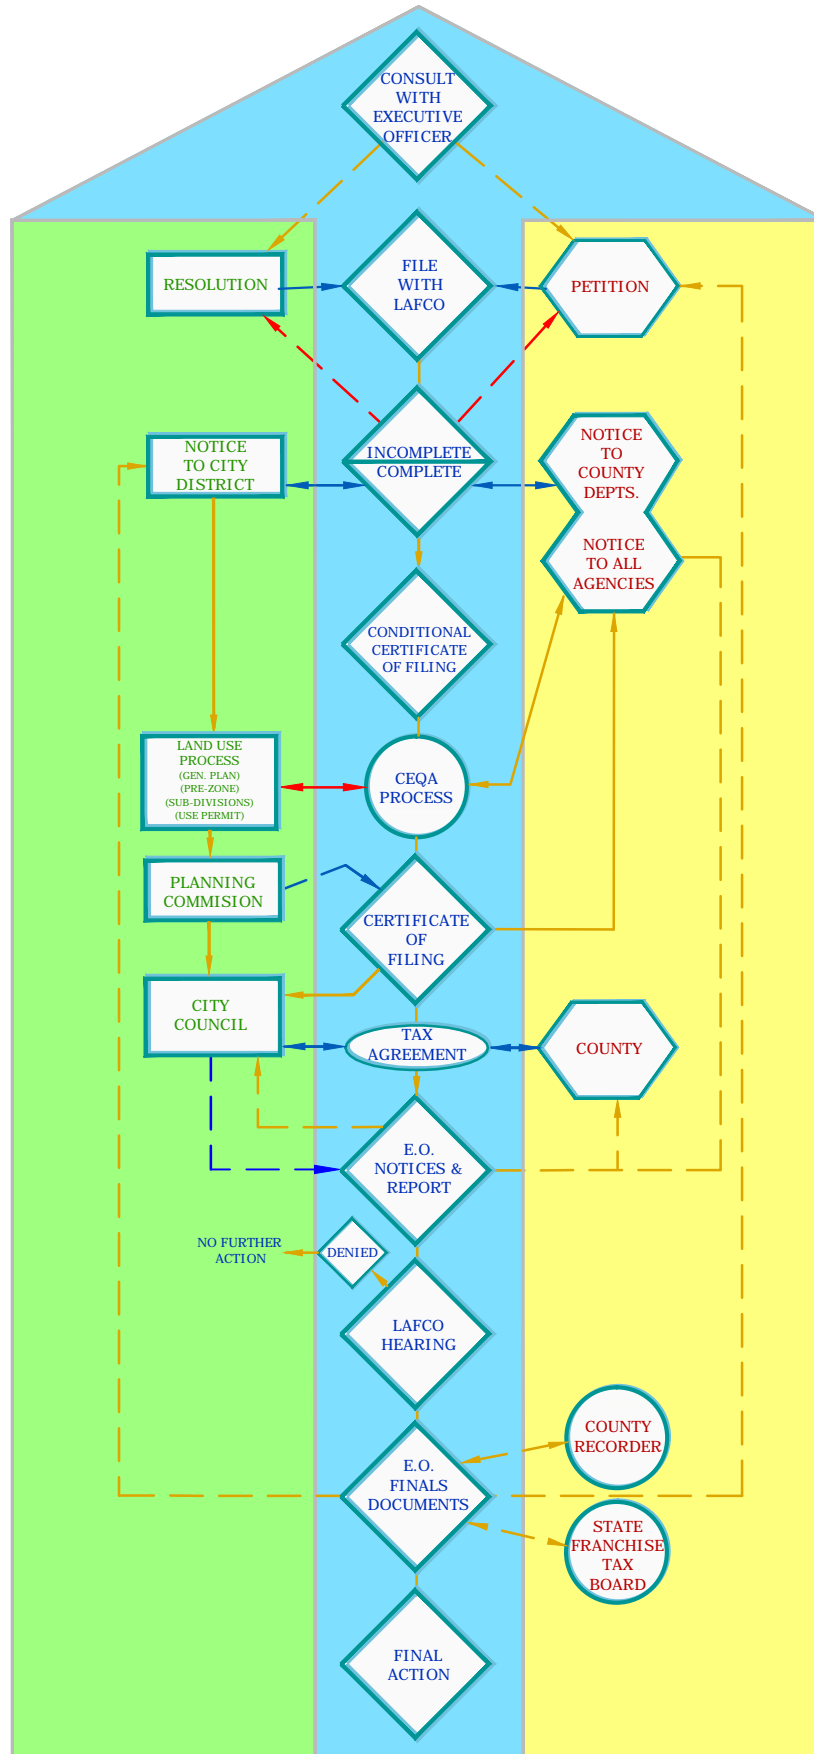 CONSULT
WITH
EXECUTIVE
OFFICER
RESOLUTION
FILE
WITH
LAFCO
PETITION
NOTICE
TO CITY
DISTRICT
INCOMPLETE
COMPLETE
NOTICE
TO
COUNTY
DEPTS.
NOTICE
TO ALL
AGENCIES
CONDITIONAL
CERTIFICATE
OF FILING
LAND USE
PROCESS
(GEN. PLAN)
(PRE-ZONE)
(SUB-DIVISIONS)
(USE PERMIT)
CEQA
PROCESS
PLANNING
COMMISION
CERTIFICATE
OF
FILING
CITY
COUNCIL
TAX
AGREEMENT
COUNTY
E.O.
NOTICES &
REPORT
NO FURTHER
ACTION
DENIED
LAFCO
HEARING
COUNTY
RECORDER
E.O.
FINALS
DOCUMENTS
STATE
FRANCHISE
TAX
BOARD
FINAL
ACTION